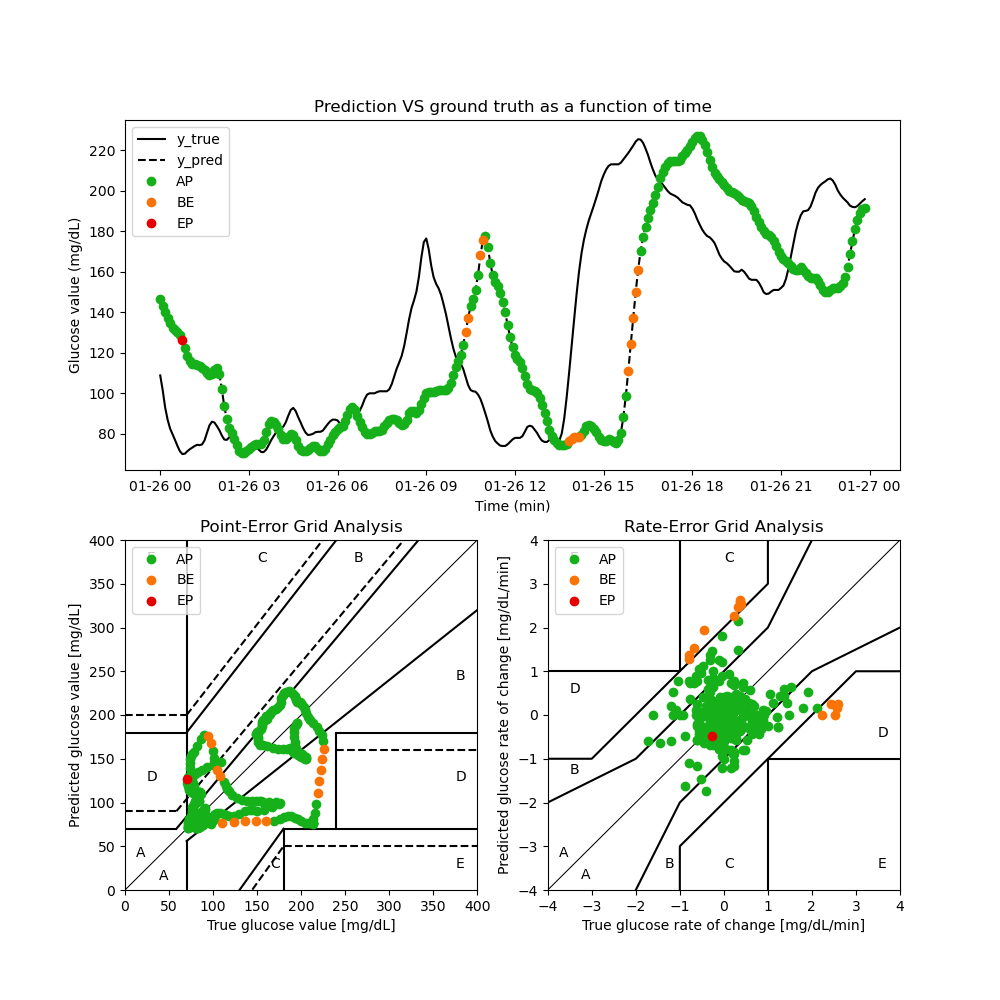 Prediction VS ground truth as a function of time
Glucose value (mg/dL)
220
200
180
160
140
120
100
80
y_true
y_pred
AP
BE
EP
01-26 00 01-26 03 01-26 06 01-26 09 01-26 12 01-26 15 01-26 18 01-26 21 01-27 00
Time (min)
Point-Error Grid Analysis
Predicted glucose value [mg/dL]
400
350
300
250
200
150
100
50
0
AP
BE
EP
C
B
B
D
D
A
A
C
E
0 50 100 150 200 250 300 350 400
True glucose value [mg/dL]
Rate-Error Grid Analysis
Predicted glucose rate of change [mg/dL/min]
4
3
2
1
0
−1
−2
−3
−4
AP
BE
EP
C
D
D
B
A
A
B
C
E
−4 −3 −2 −1 0 1 2 3 4
True glucose rate of change [mg/dL/min]